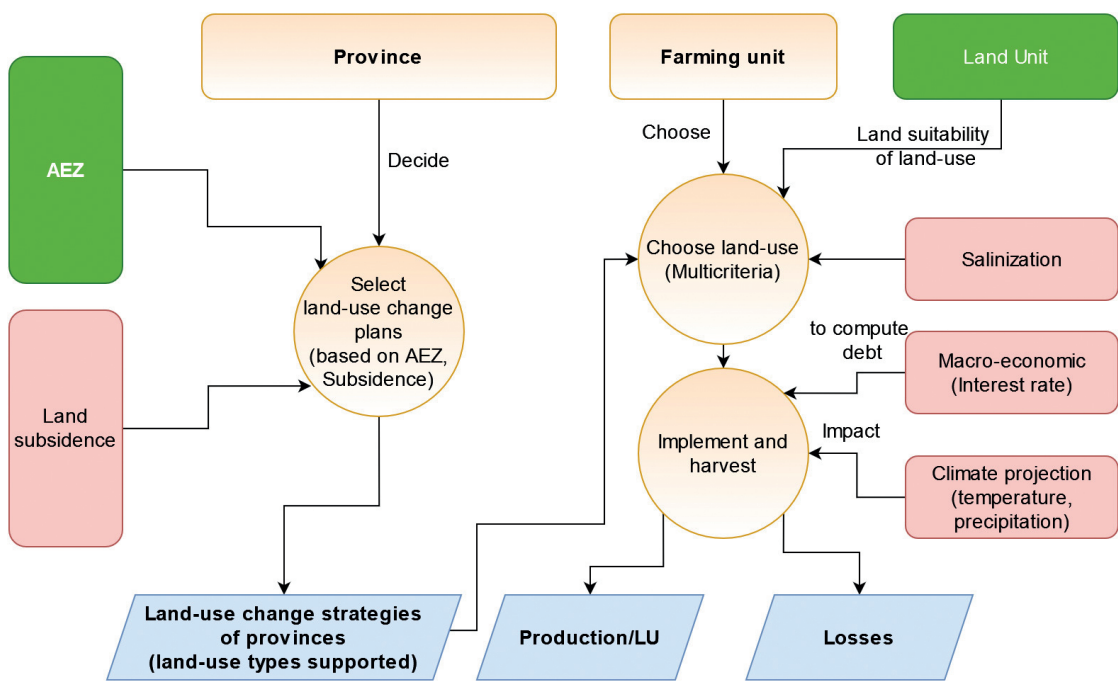 Province
Farming unit
Land Unit
AEZ
Decide
Choose
Land suitability
of land-use
Select
land-use change
plans
(based on AEZ,
Subsidence)
Choose land-use
(Multicriteria)
Salinization
Land
subsidence
to compute
debt
Macro-economic
(Interest rate)
Implement and
harvest
Impact
Climate projection
(temperature,
precipitation)
Land-use change strategies
of provinces
(land-use types supported)
Production/LU
Losses